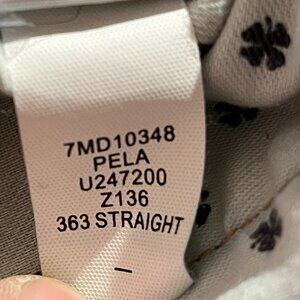 7MD10348
PELA
U247200
Z136
363 STRAIGHT
–